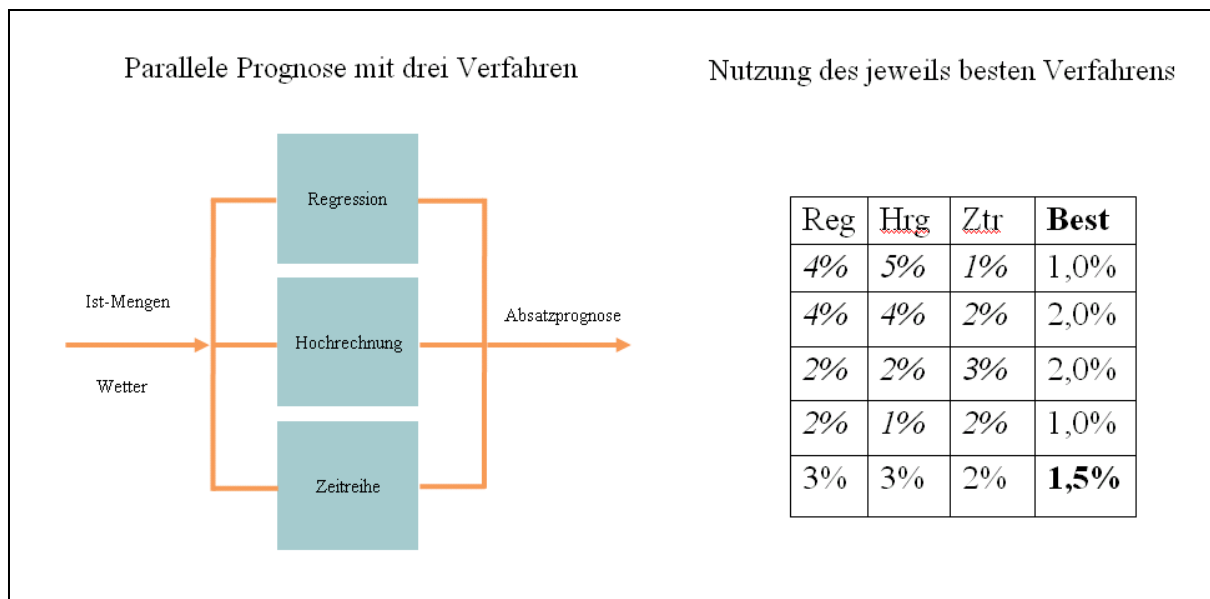 Parallele Prognose mit drei Verfahren
Nutzung des jeweils besten Verfahrens
Regression
Ist-Mengen
Wetter
Hochrechnung
Absatzprognose
Zeitreihe
Reg Hrg Ztr Best
4% 5% 1% 1,0%
4% 4% 2% 2,0%
2% 2% 3% 2,0%
2% 1% 2% 1,0%
3% 3% 2% 1,5%